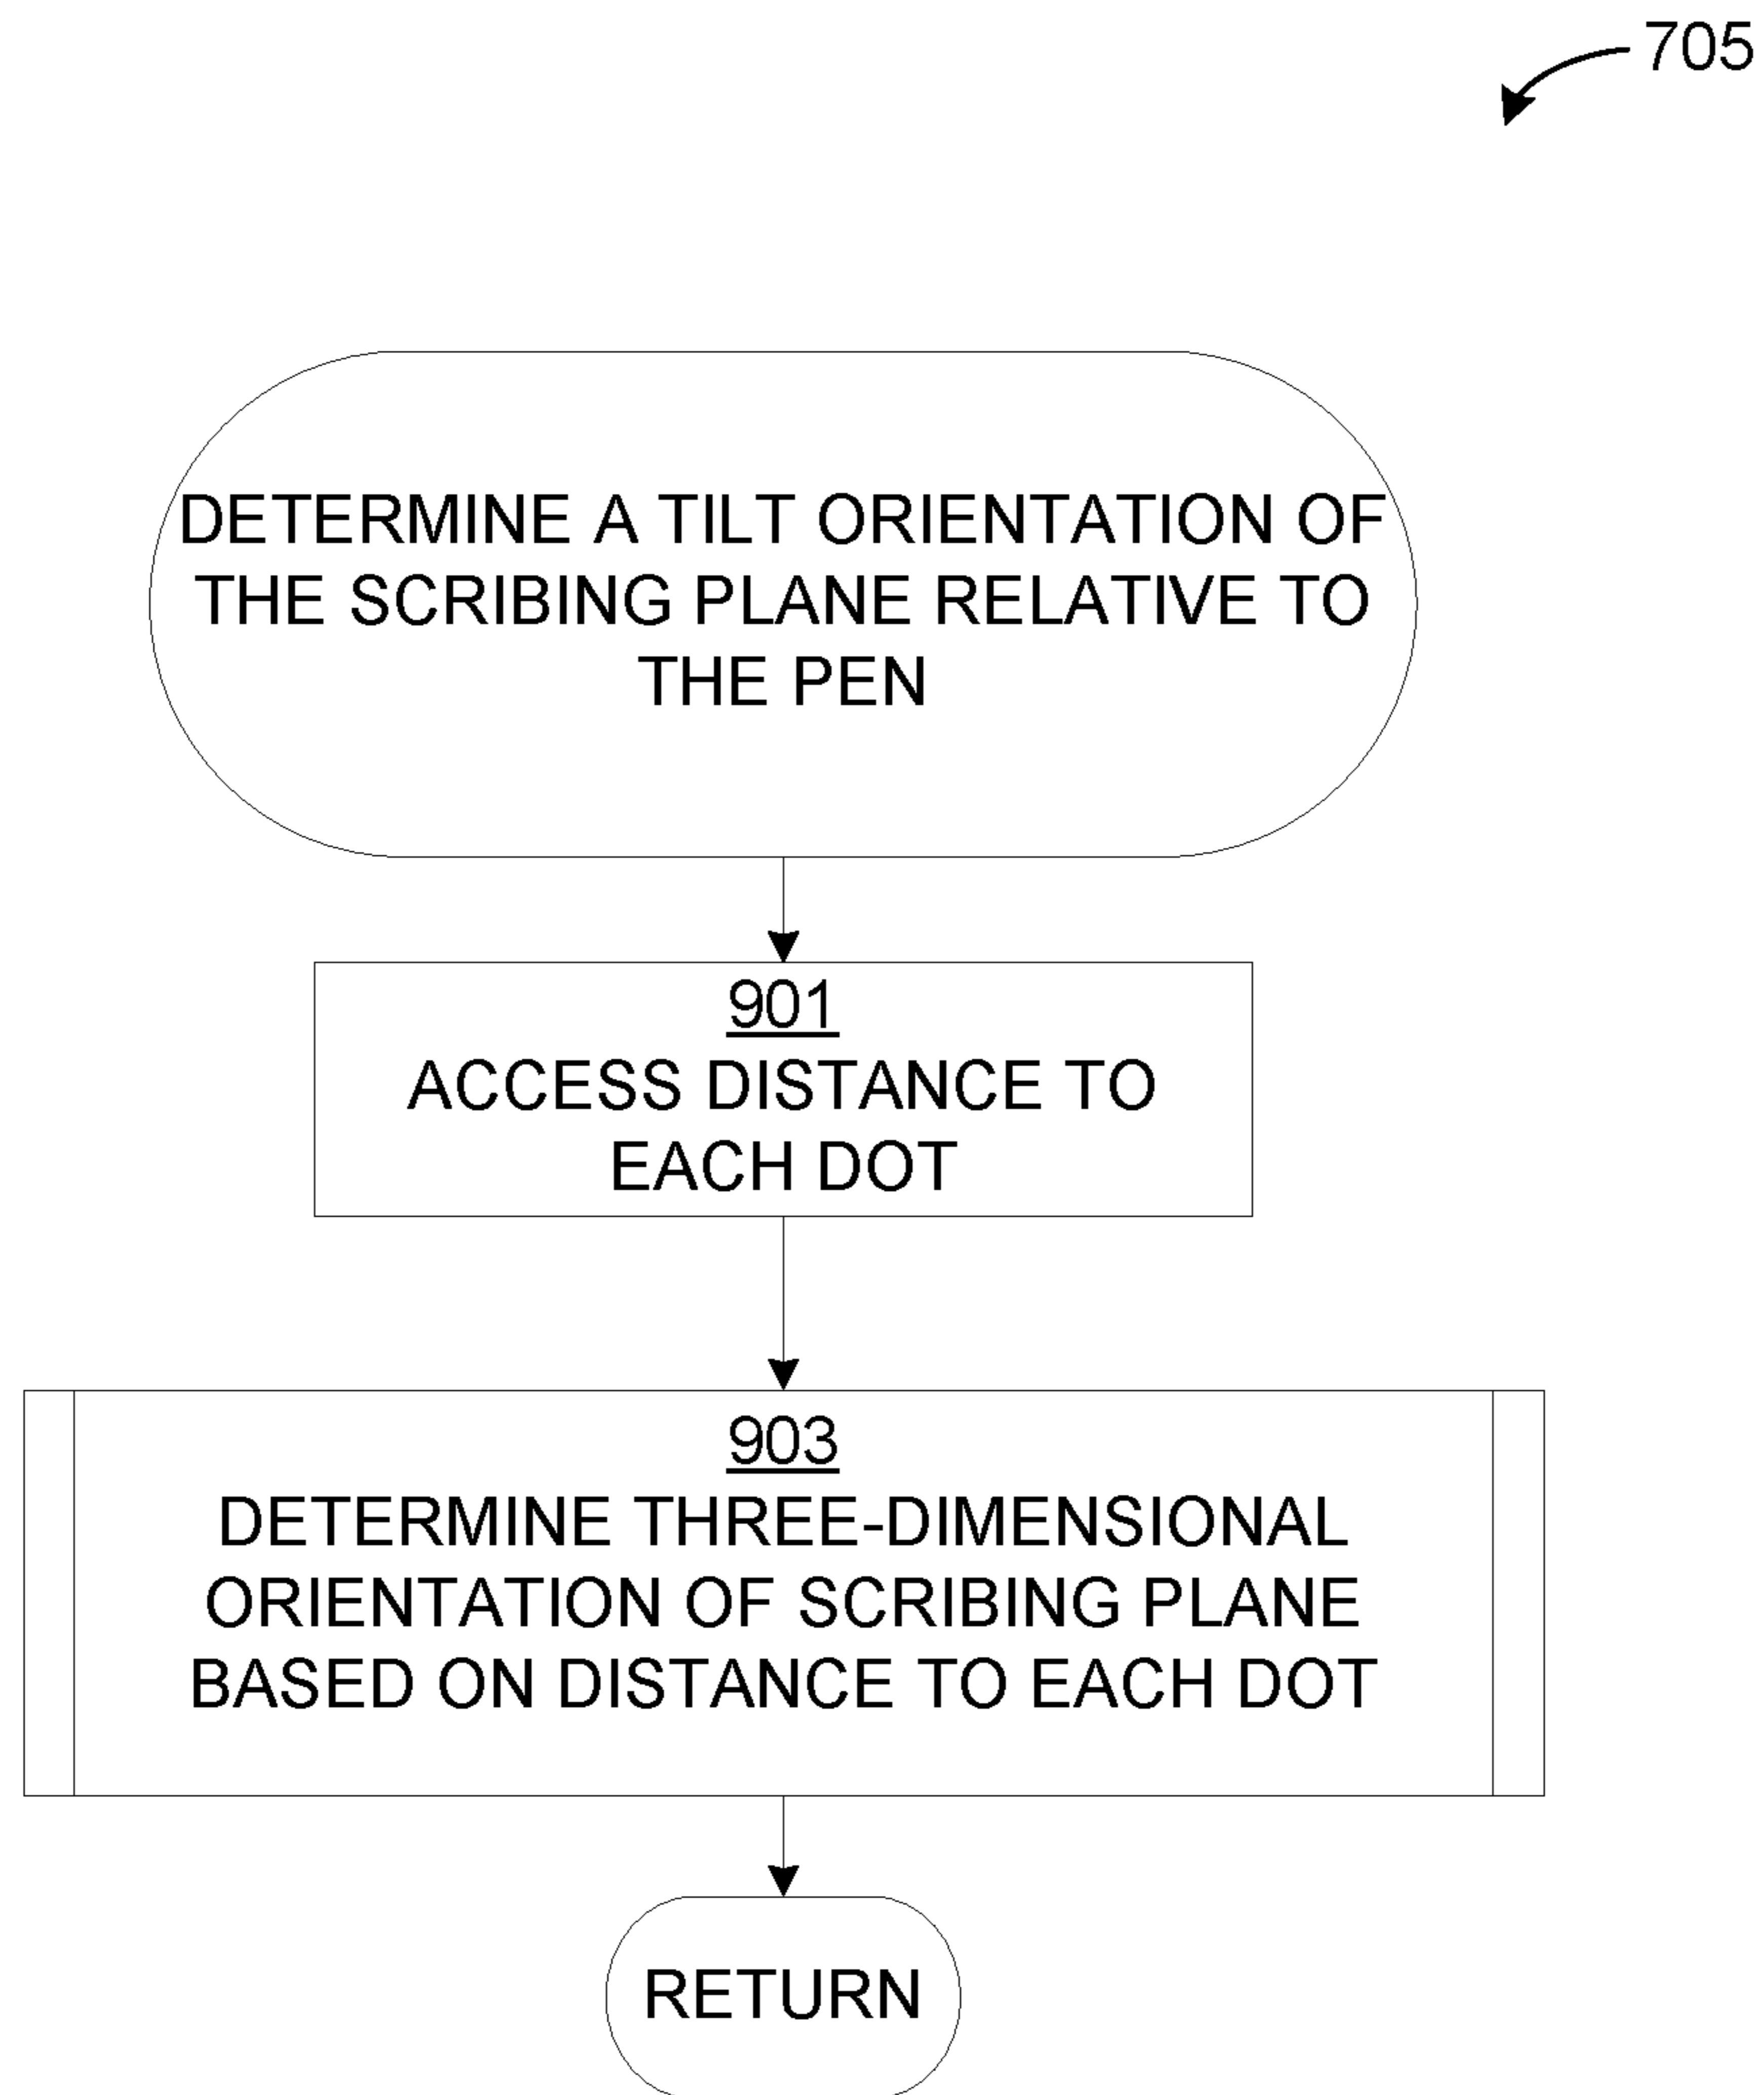 705
DETERMINE A TILT ORIENTATION OF
THE SCRIBING PLANE RELATIVE TO
THE PEN
901
ACCESS DISTANCE TO
EACH DOT
903
DETERMINE THREE-DIMENSIONAL
ORIENTATION OF SCRIBING PLANE
BASED ON DISTANCE TO EACH DOT
RETURN